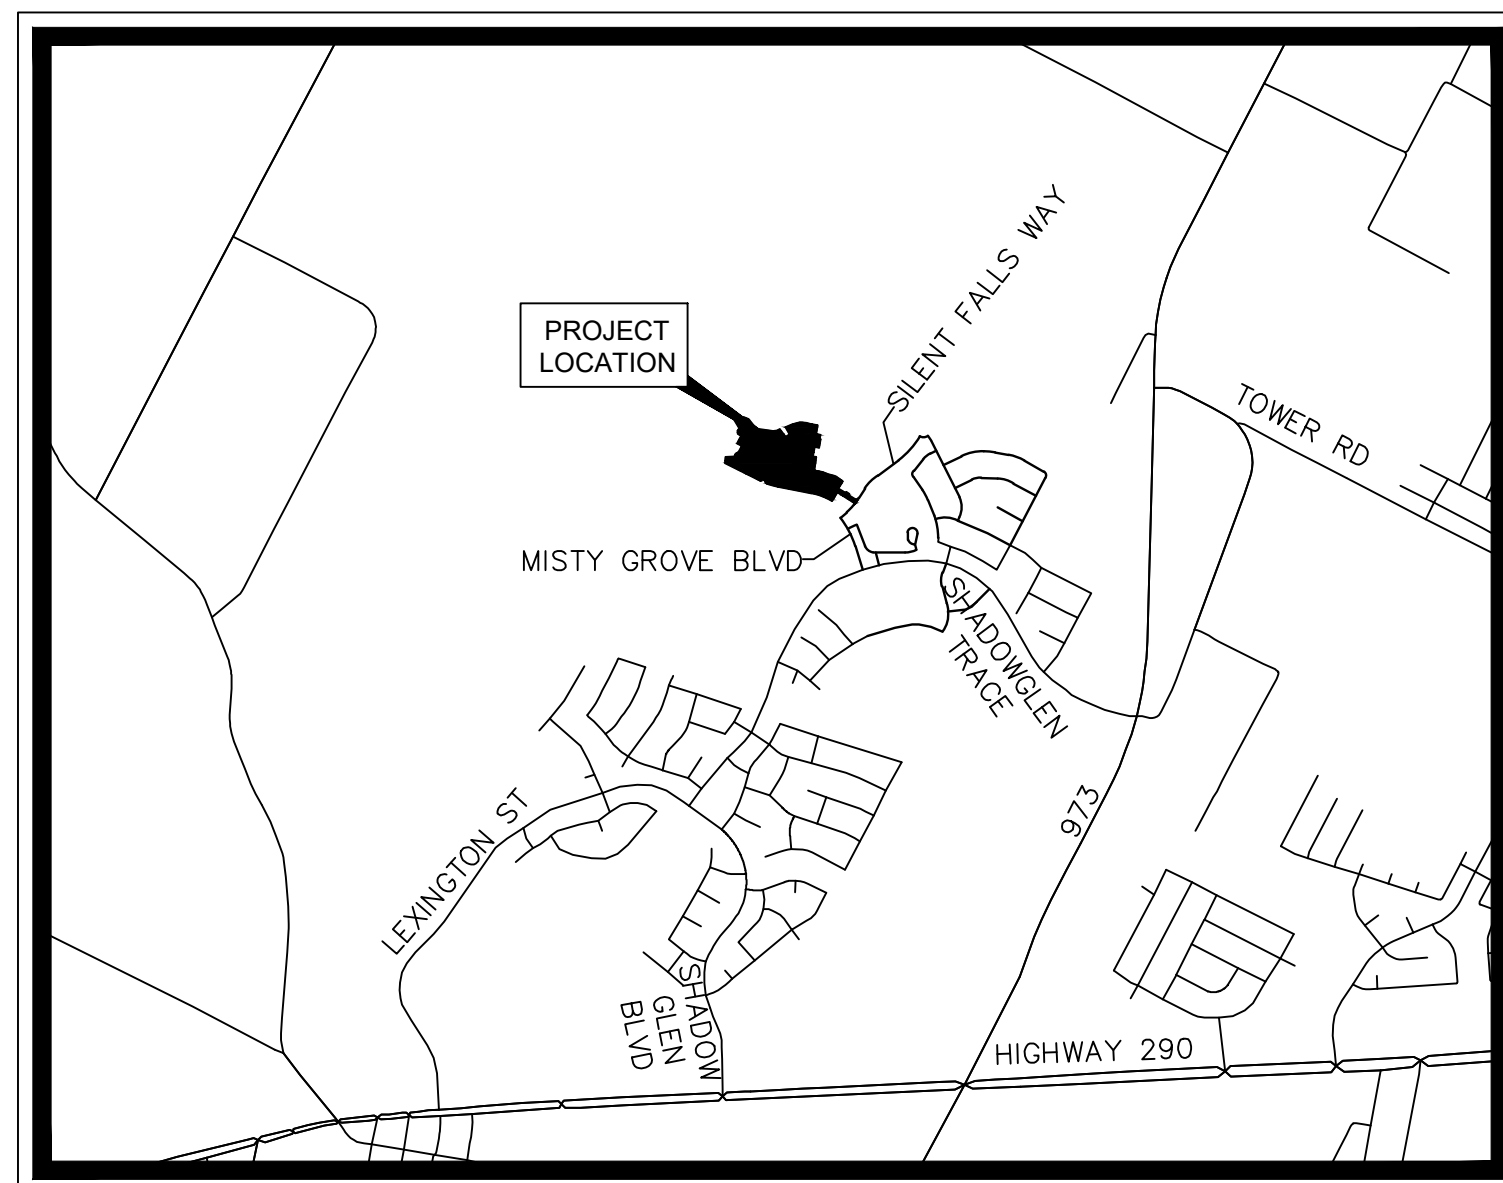 SILENT FALLS WAY
PROJECT
LOCATION
TOWER RD
MISTY GROVE BLVD
SHADOWGLEN
TRACE
973
LEXINGTON ST
SHADOW
GLEN
BLVD
HIGHWAY 290